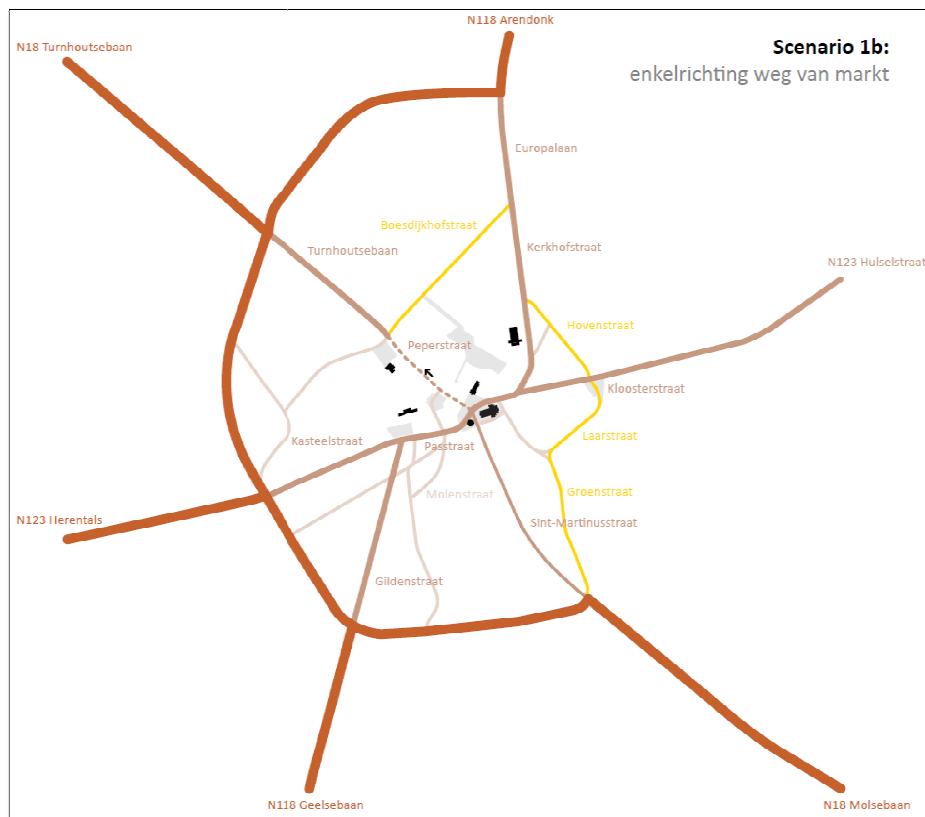 N118 Arendonk
N18 Turnhoutsebaan
Scenario 1b:
enkelrichting weg van markt
Europalaan
Boesdijkhofstraat
Turnhoutsebaan
Kerkhofstraat
N123 Hulselstraat
Hovenstraat
Peperstraat
Kloosterstraat
Kasteelstraat
Passtraat
Laarstraat
Molenstraat
Groenstraat
N123 Herentals
Sint-Martinusstraat
Gildenstraat
N118 Geelsebaan
N18 Molsebaan